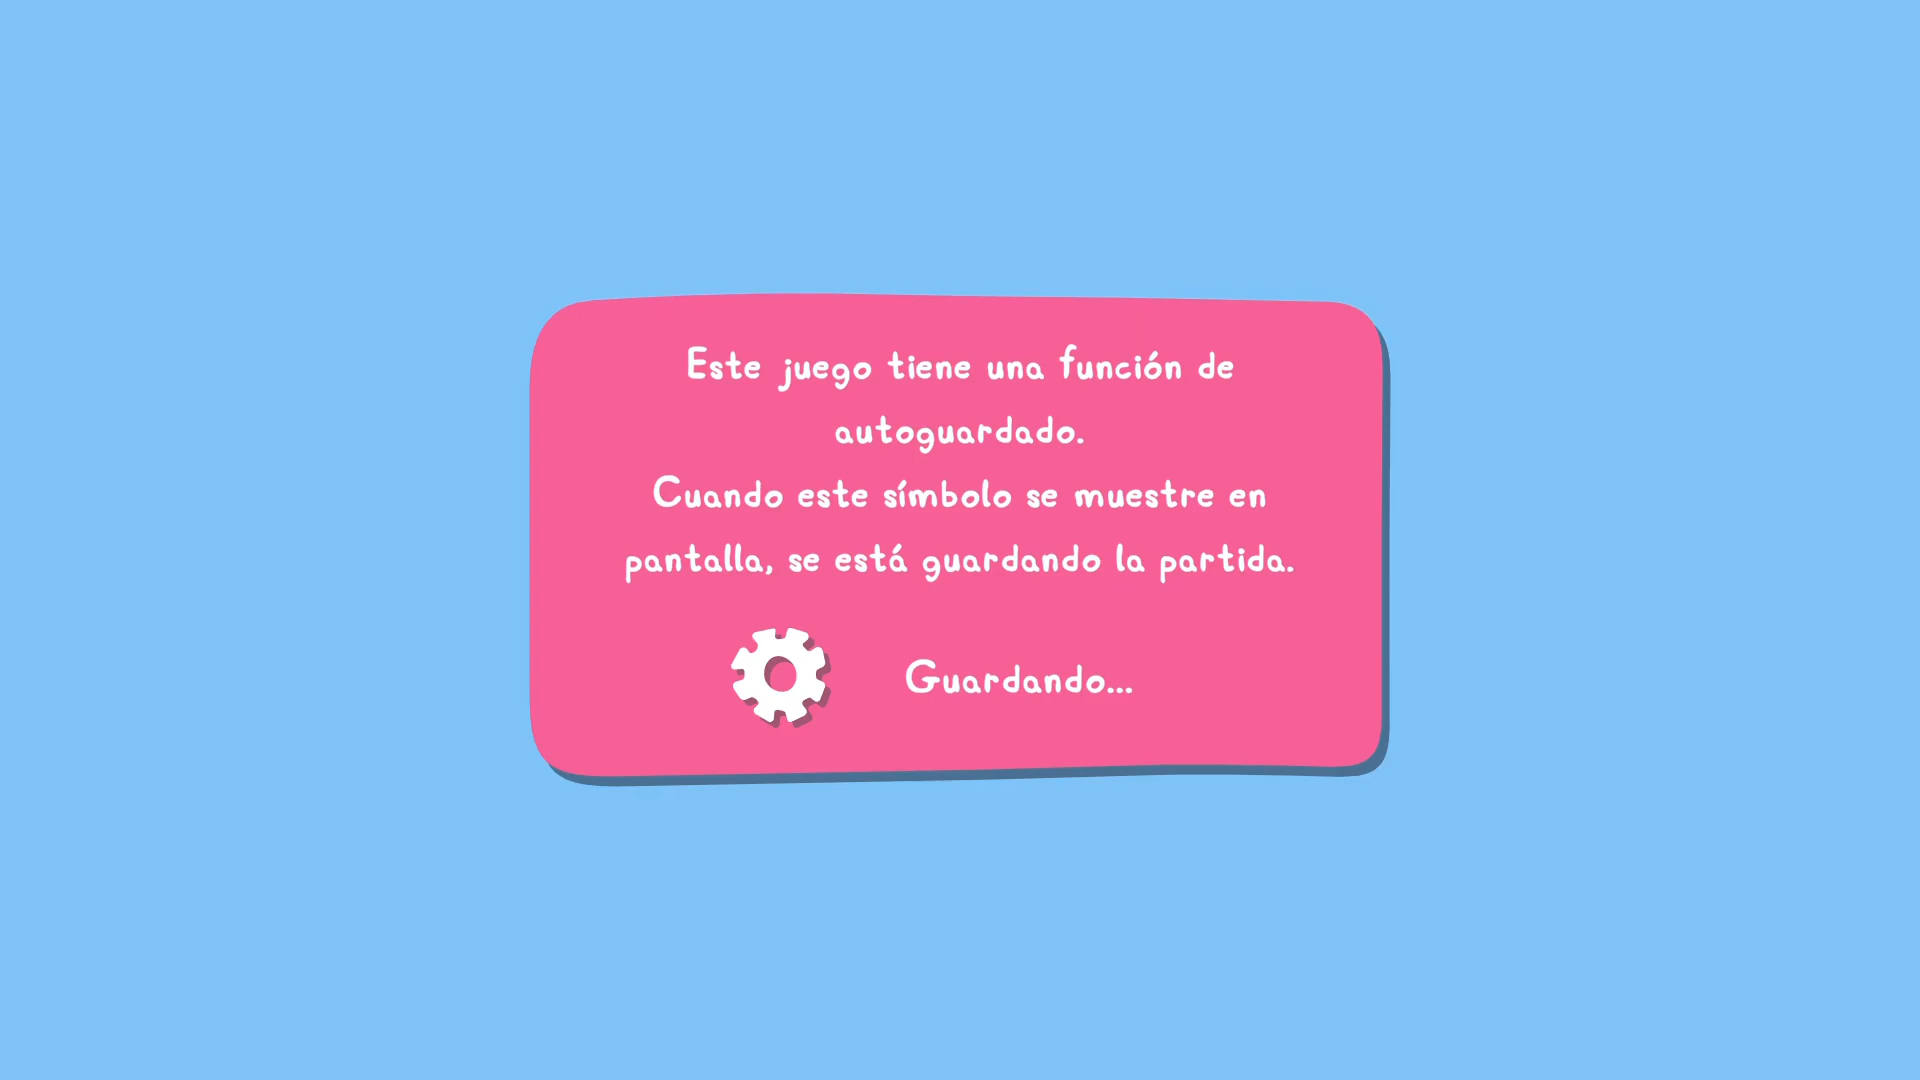 Este juego tiene una función de
autoguardado.
Cuando este símbolo se muestre en
pantalla, se está guardando la partida.
Guardando...